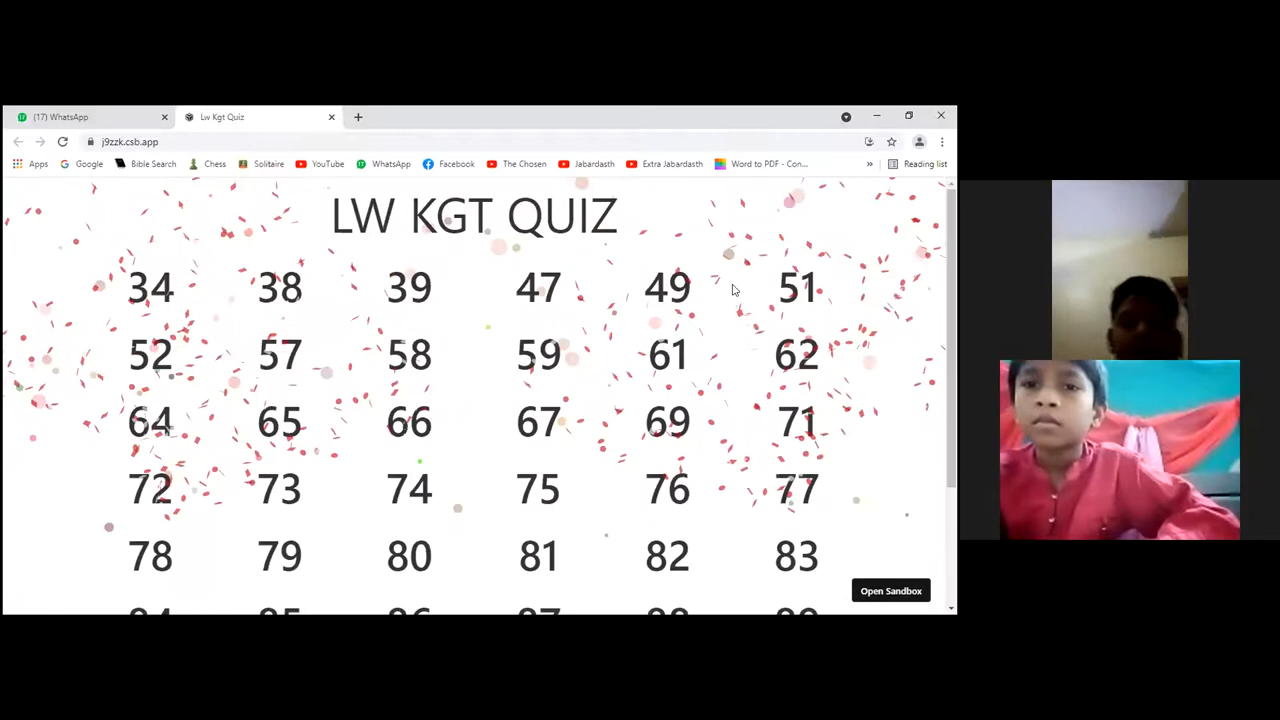 (17) WhatsApp
Lw Kgt Quiz
j9zzk.csb.app
Apps Google Bible Search Chess Solitaire YouTube WhatsApp Facebook The Chosen Jabardasth Extra Jabardasth Word to PDF - Con... » Reading list
LW KGT QUIZ
34 38 39 47 49 51
52 57 58 59 61 62
64 65 66 67 69 71
72 73 74 75 76 77
78 79 80 81 82 83
Open Sandbox